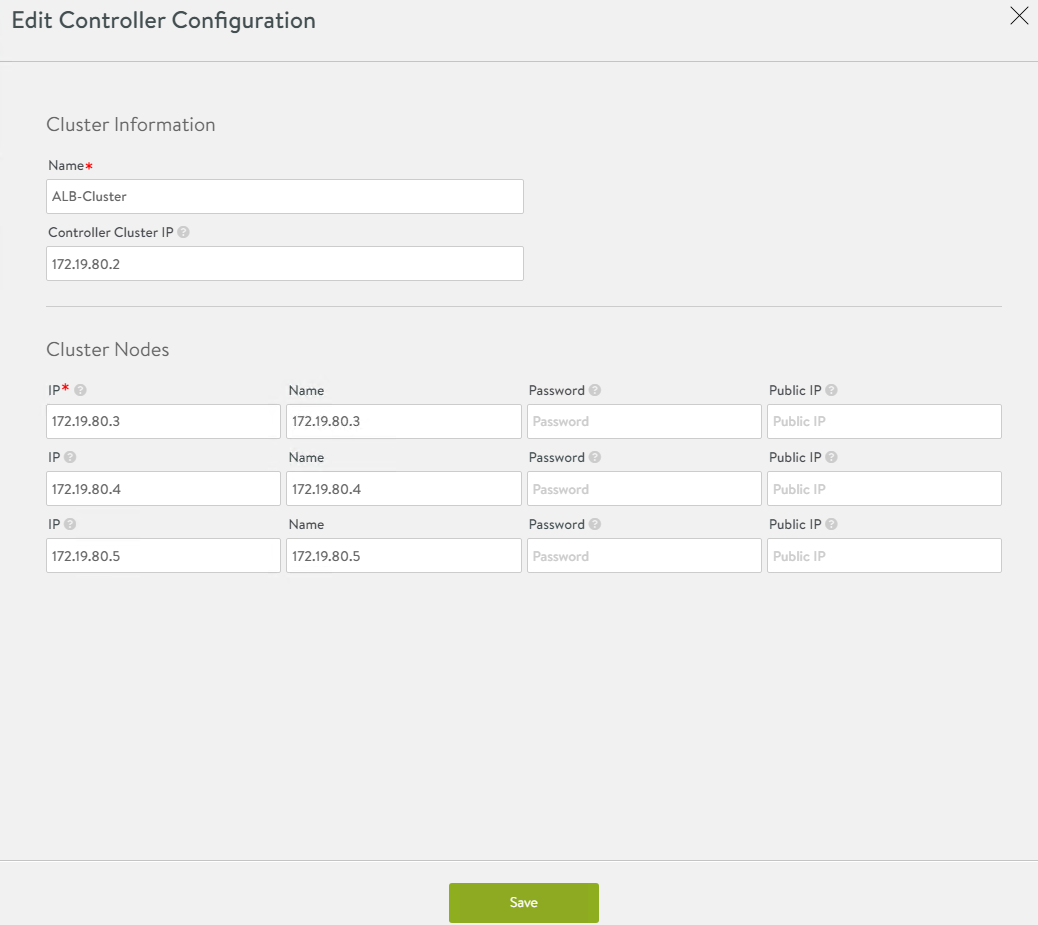 Edit Controller Configuration
Cluster Information
Name*
ALB-Cluster
Controller Cluster IP ?
172.19.80.2
Cluster Nodes
IP* ? Name Password ? Public IP ?
172.19.80.3 172.19.80.3 Password Public IP
IP ? Name Password ? Public IP ?
172.19.80.4 172.19.80.4 Password Public IP
IP ? Name Password ? Public IP ?
172.19.80.5 172.19.80.5 Password Public IP
Save